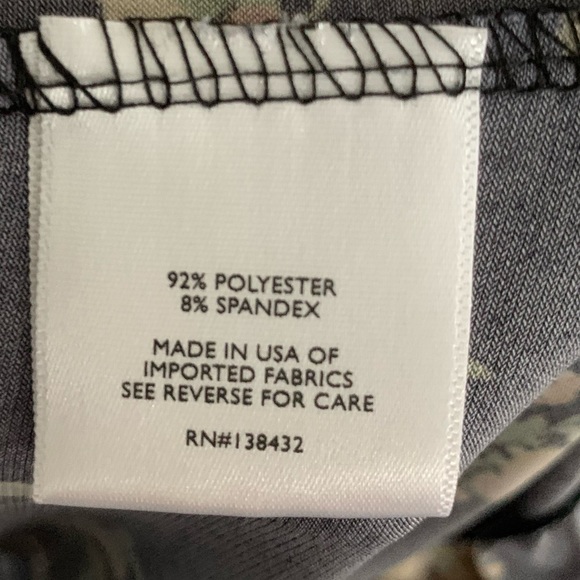 92% POLYESTER
8% SPANDEX
MADE IN USA OF
IMPORTED FABRICS
SEE REVERSE FOR CARE
RN#138432